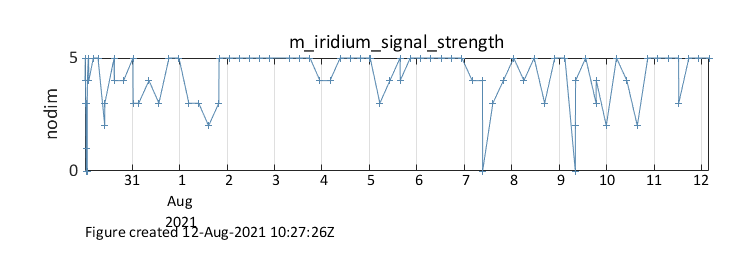 m_iridium_signal_strength
5
nodim
0
31 1 2 3 4 5 6 7 8 9 10 11 12
Aug
2021
Figure created 12-Aug-2021 10:27:26Z